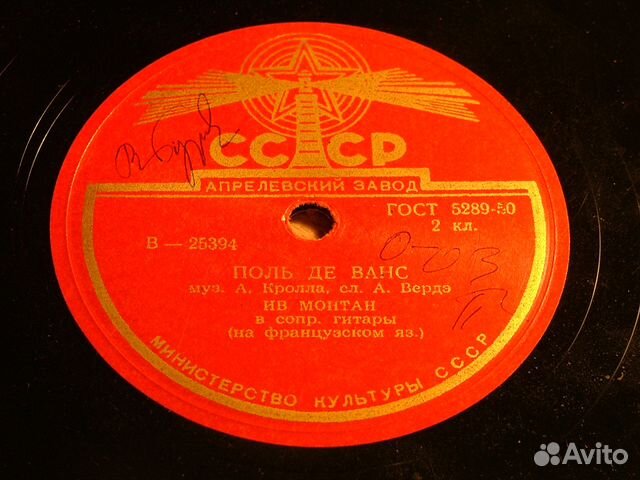 СССР
АПРЕЛЕВСКИЙ ЗАВОД
ГОСТ 5289-50
2 кл.
В — 25394
ПОЛЬ ДЕ ВАНС
муз. А. Кролла, сл. А. Вердэ
ИВ МОНТАН
в сопр. гитары
(на французском яз.)
МИНИСТЕРСТВО КУЛЬТУРЫ СССР
Avito